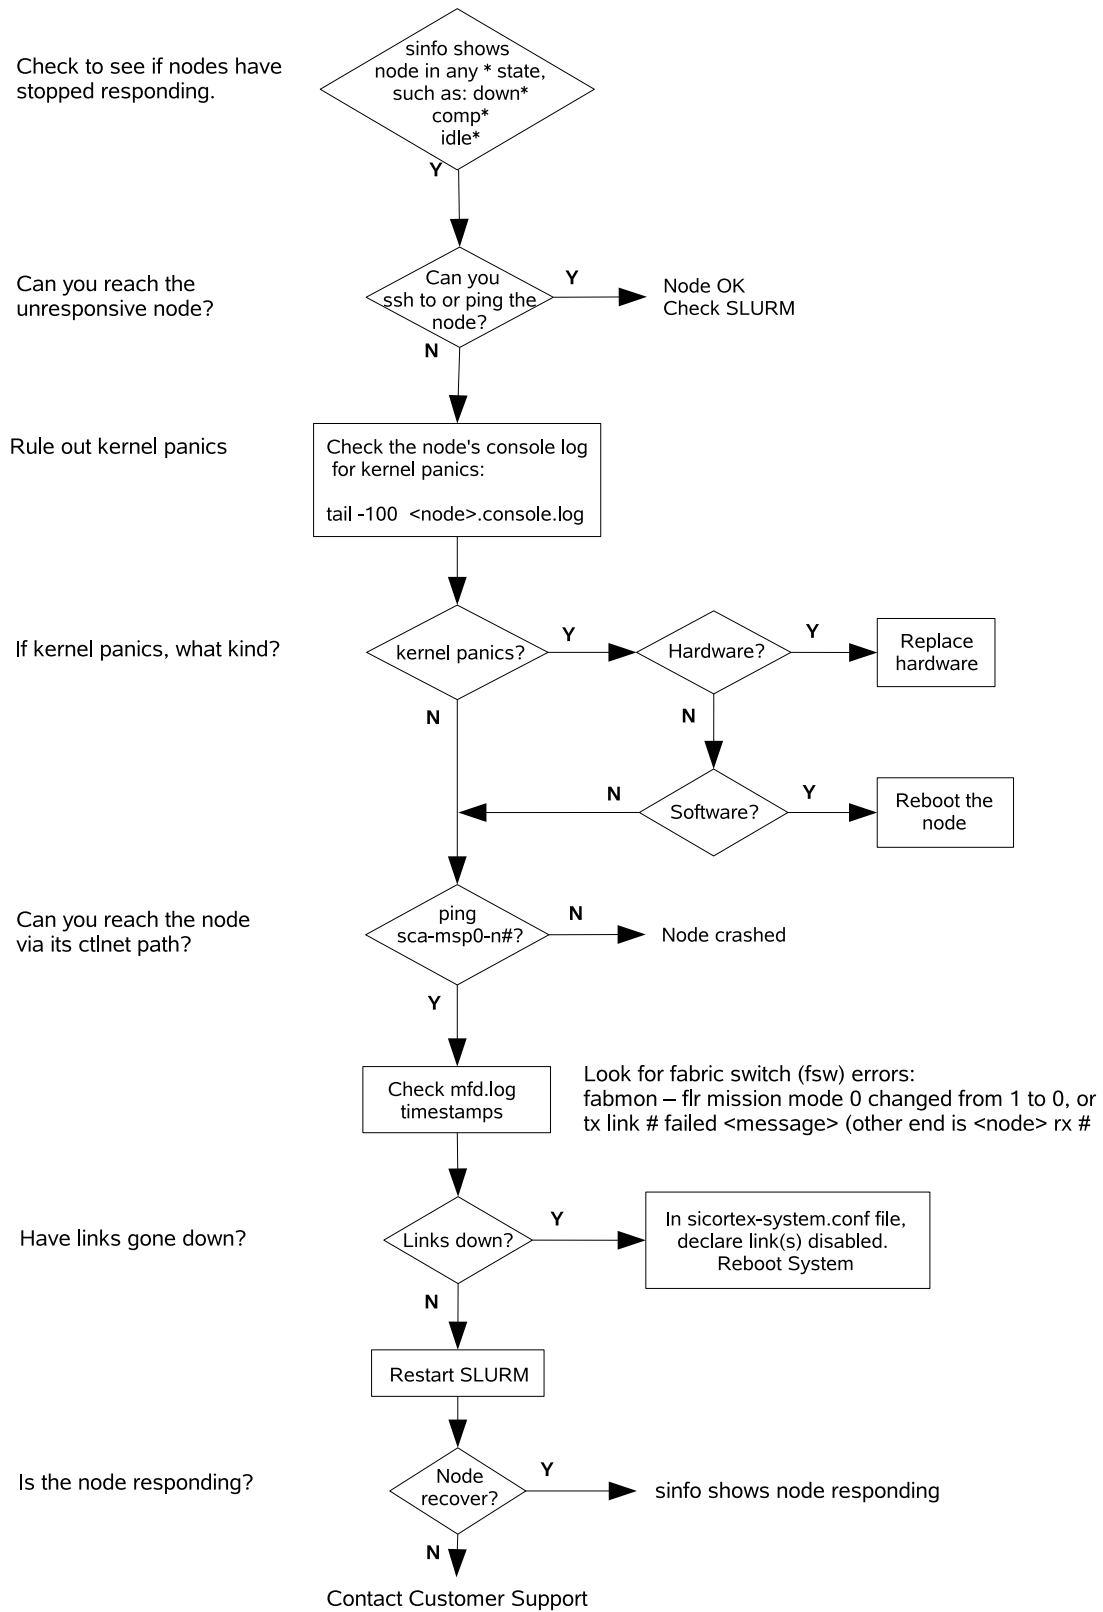 Check to see if nodes have
stopped responding.
sinfo shows
node in any * state,
such as: down*
comp*
idle*
Y
Can you reach the
unresponsive node?
Can you
ssh to or ping the
node?
Y
Node OK
Check SLURM
N
Rule out kernel panics
Check the node's console log
for kernel panics:
tail -100 <node>.console.log
If kernel panics, what kind?
kernel panics?
Y
Hardware?
Y
Replace
hardware
N
N
Software?
N
Y
Reboot the
node
Can you reach the node
via its ctlnet path?
ping
sca-msp0-n#?
N
Node crashed
Y
Check mfd.log
timestamps
Look for fabric switch (fsw) errors:
fabmon – flr mission mode 0 changed from 1 to 0, or
tx link # failed <message> (other end is <node> rx #
Have links gone down?
Links down?
Y
In sicortex-system.conf file,
declare link(s) disabled.
Reboot System
N
Restart SLURM
Is the node responding?
Node
recover?
Y
sinfo shows node responding
N
Contact Customer Support